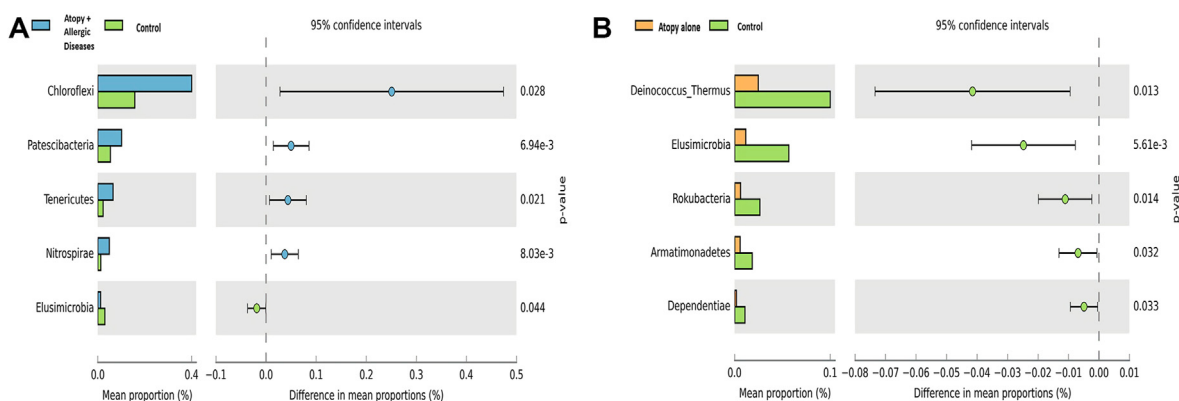 A
Atopy +
Allergic
Diseases
Control
95% confidence intervals
Chloroflexi
0.028
Patescibacteria
6.94e-3
Tenericutes
0.021
Nitrospirae
8.03e-3
Elusimicrobia
0.044
p-value
0.0 0.4
Mean proportion (%)
−0.1 0.0 0.1 0.2 0.3 0.4 0.5
Difference in mean proportions (%)
B
Atopy alone
Control
95% confidence intervals
Deinococcus_Thermus
0.013
Elusimicrobia
5.61e-3
Rokubacteria
0.014
Armatimonadetes
0.032
Dependentiae
0.033
p-value
0.0 0.1
Mean proportion (%)
−0.08 −0.07 −0.06 −0.05 −0.04 −0.03 −0.02 −0.01 0.00 0.01
Difference in mean proportions (%)